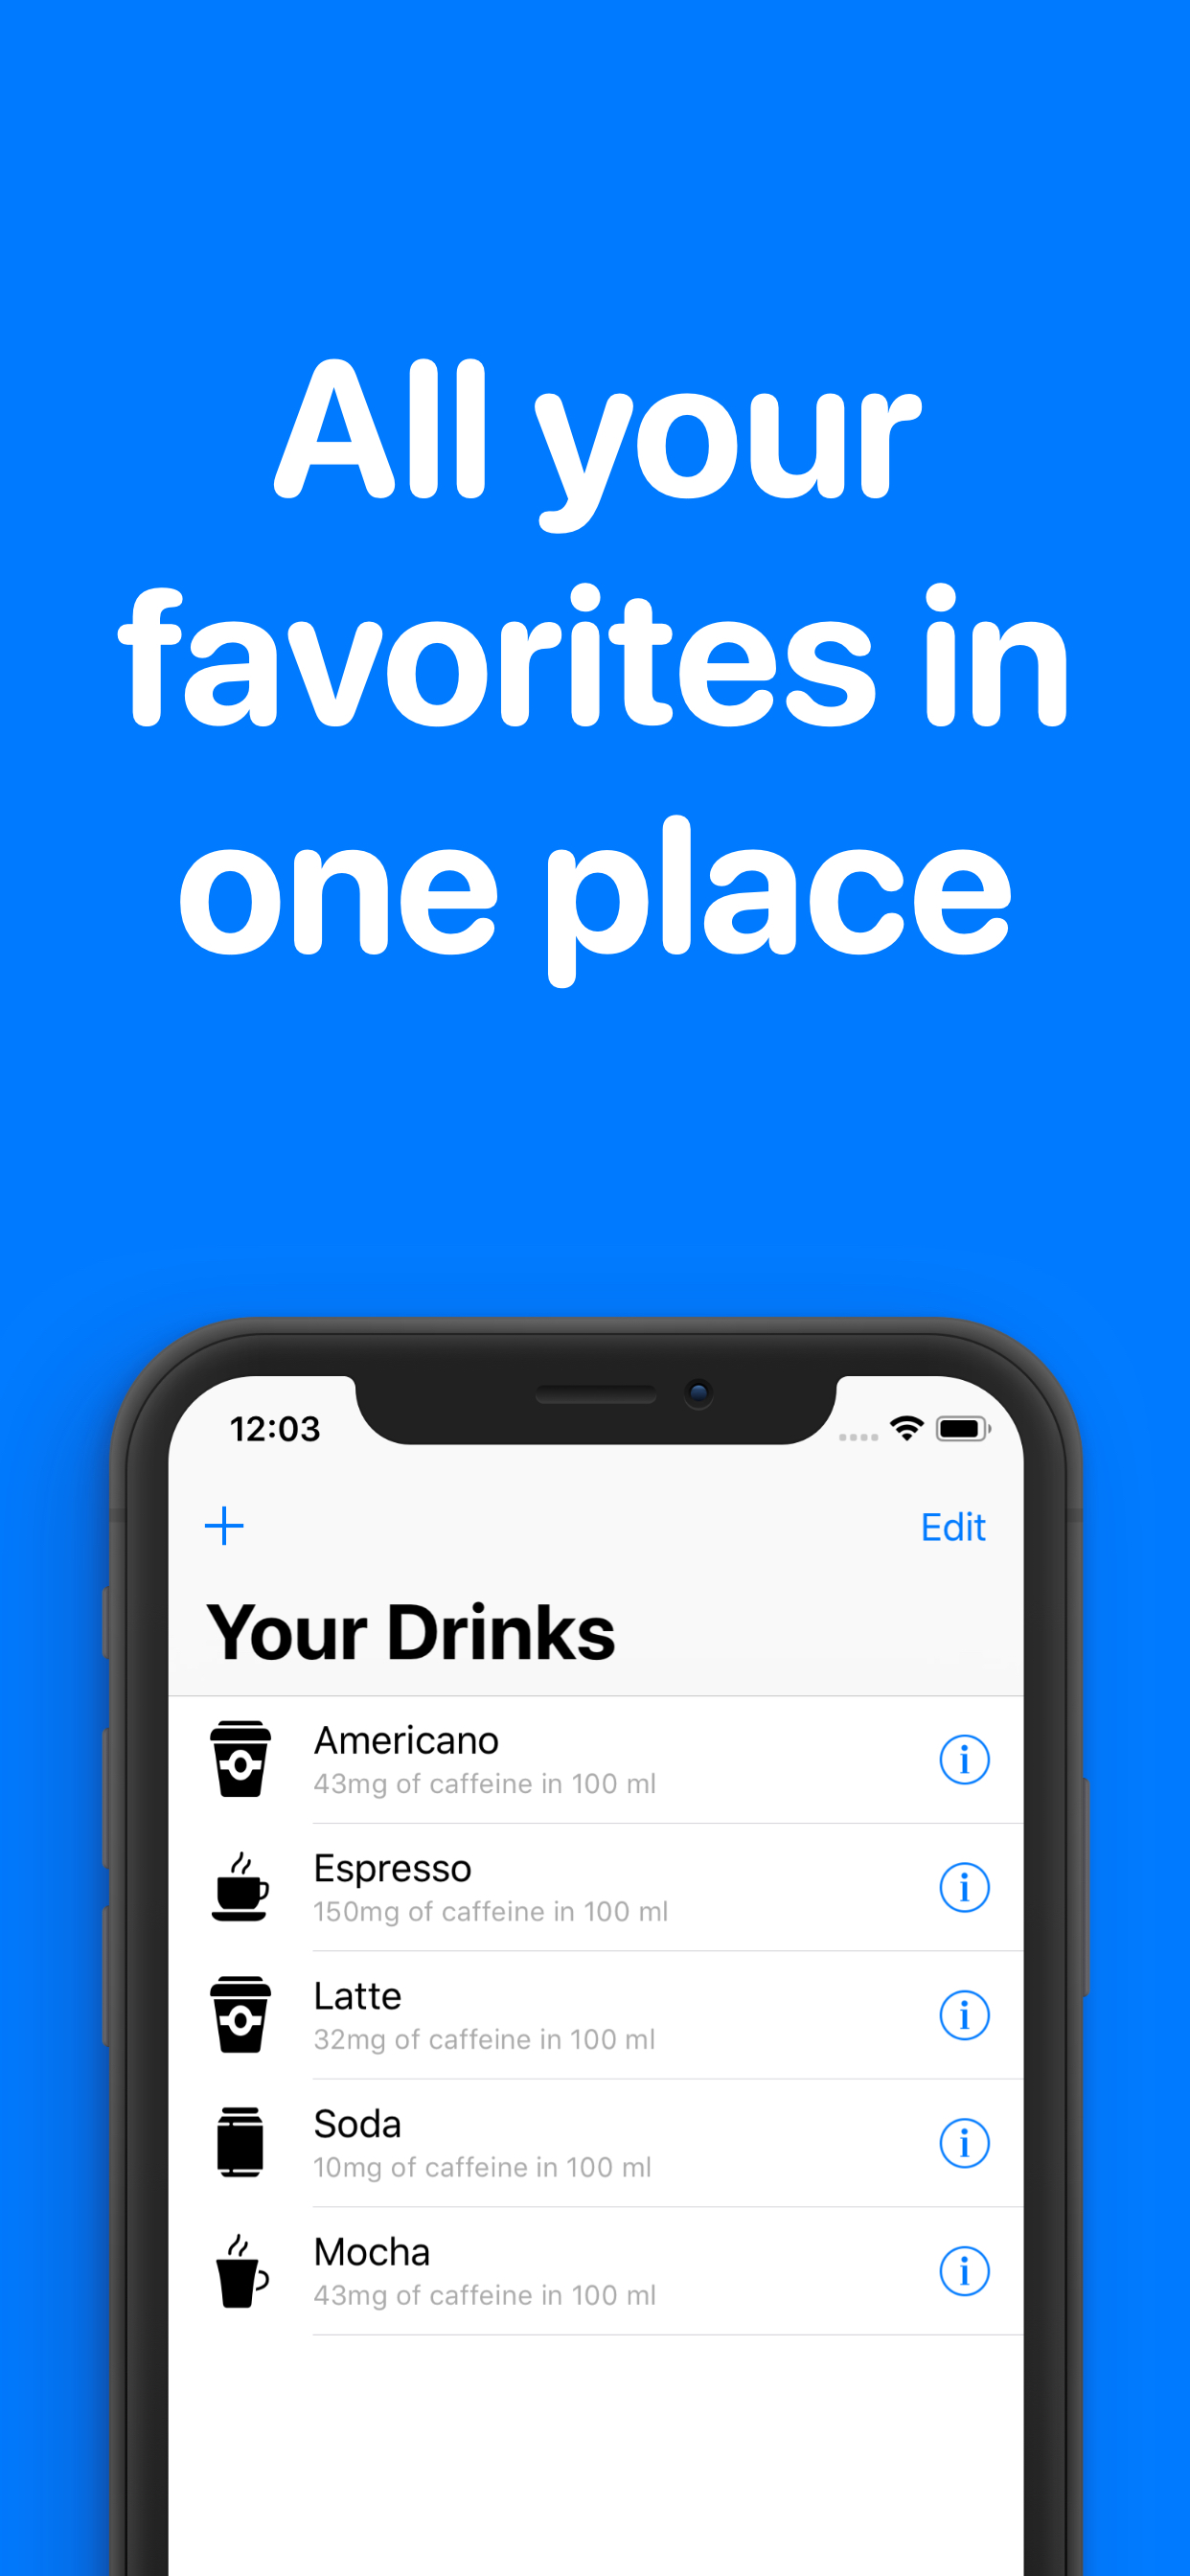 All your
favorites in
one place
12:03
Edit
Your Drinks
Americano
43mg of caffeine in 100 ml
Espresso
150mg of caffeine in 100 ml
Latte
32mg of caffeine in 100 ml
Soda
10mg of caffeine in 100 ml
Mocha
43mg of caffeine in 100 ml